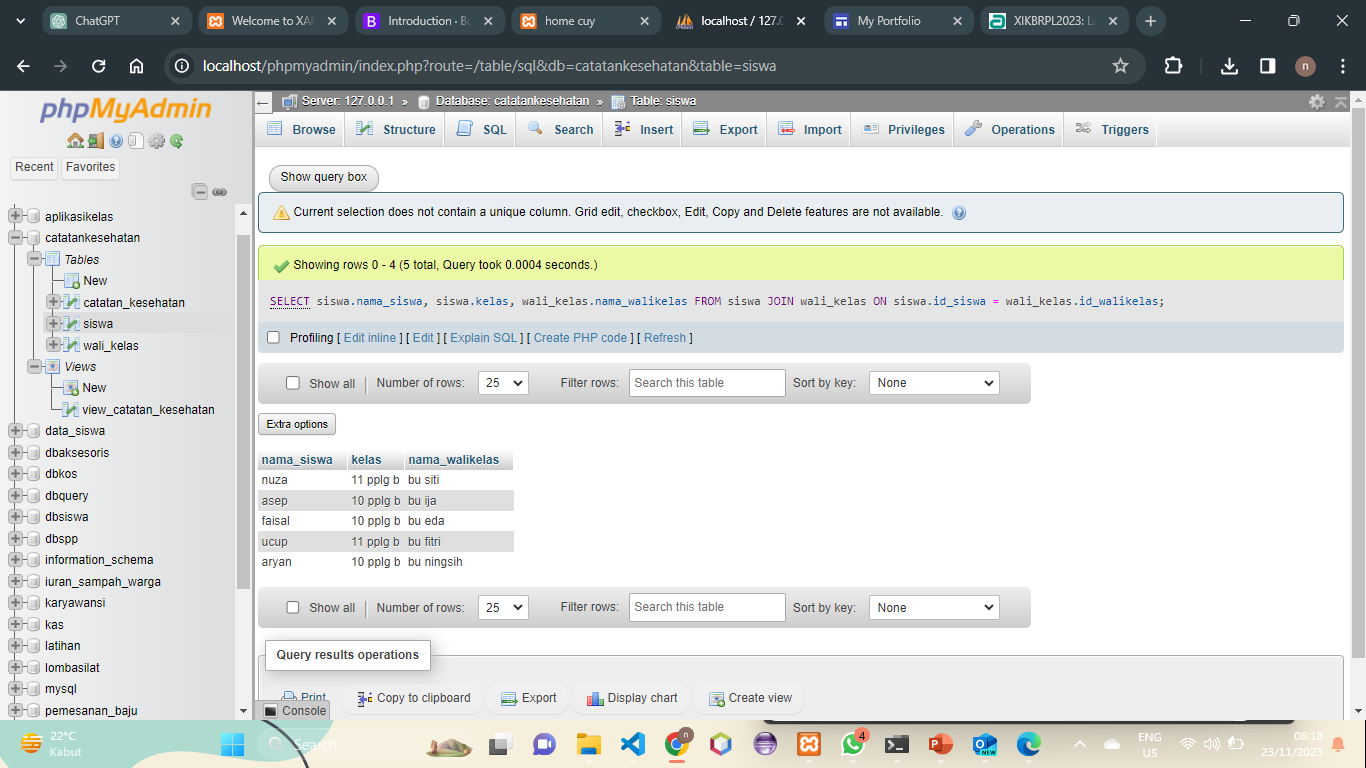 ChatGPT
Welcome to XAI
Introduction · Bo
home cuy
localhost / 127.0
My Portfolio
XIKBRPL2023: L
localhost/phpmyadmin/index.php?route=/table/sql&db=catatankesehatan&table=siswa
n
phpMyAdmin
Recent
Favorites
aplikasikelas
catatankesehatan
Tables
New
catatan_kesehatan
siswa
wali_kelas
Views
New
view_catatan_kesehatan
data_siswa
dbaksesoris
dbkos
dbquery
dbsiswa
dbspp
information_schema
iuran_sampah_warga
karyawansi
kas
latihan
lombasilat
mysql
pemesanan_baju
Server: 127.0.0.1 » Database: catatankesehatan » Table: siswa
Browse Structure SQL Search Insert Export Import Privileges Operations Triggers
Show query box
Current selection does not contain a unique column. Grid edit, checkbox, Edit, Copy and Delete features are not available.
Showing rows 0 - 4 (5 total, Query took 0.0004 seconds.)
SELECT siswa.nama_siswa, siswa.kelas, wali_kelas.nama_walikelas FROM siswa JOIN wali_kelas ON siswa.id_siswa = wali_kelas.id_walikelas;
Profiling [ Edit inline ] [ Edit ] [ Explain SQL ] [ Create PHP code ] [ Refresh ]
Show all Number of rows: 25 Filter rows: Search this table Sort by key: None
Extra options
nama_siswa kelas nama_walikelas
nuza 11 pplg b bu siti
asep 10 pplg b bu ija
faisal 10 pplg b bu eda
ucup 11 pplg b bu fitri
aryan 10 pplg b bu ningsih
Show all Number of rows: 25 Filter rows: Search this table Sort by key: None
Query results operations
Print Copy to clipboard Export Display chart Create view
Console
22°C
Kabut
Search
n
4
NEW
ENG
US
06:18
23/11/2023